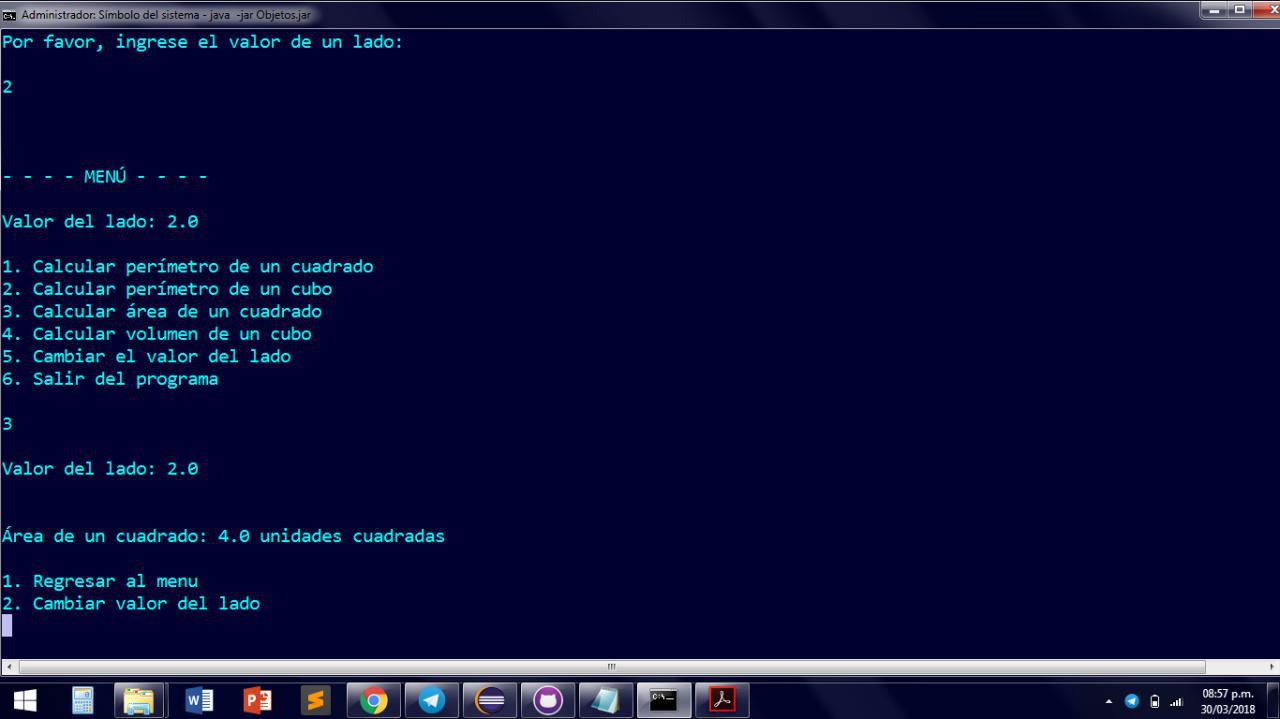 Administrador: Símbolo del sistema - java -jar Objetos.jar
Por favor, ingrese el valor de un lado:
2
- - - - MENÚ - - - -
Valor del lado: 2.0
1. Calcular perímetro de un cuadrado
2. Calcular perímetro de un cubo
3. Calcular área de un cuadrado
4. Calcular volumen de un cubo
5. Cambiar el valor del lado
6. Salir del programa
3
Valor del lado: 2.0
Área de un cuadrado: 4.0 unidades cuadradas
1. Regresar al menu
2. Cambiar valor del lado
08:57 p.m.
30/03/2018